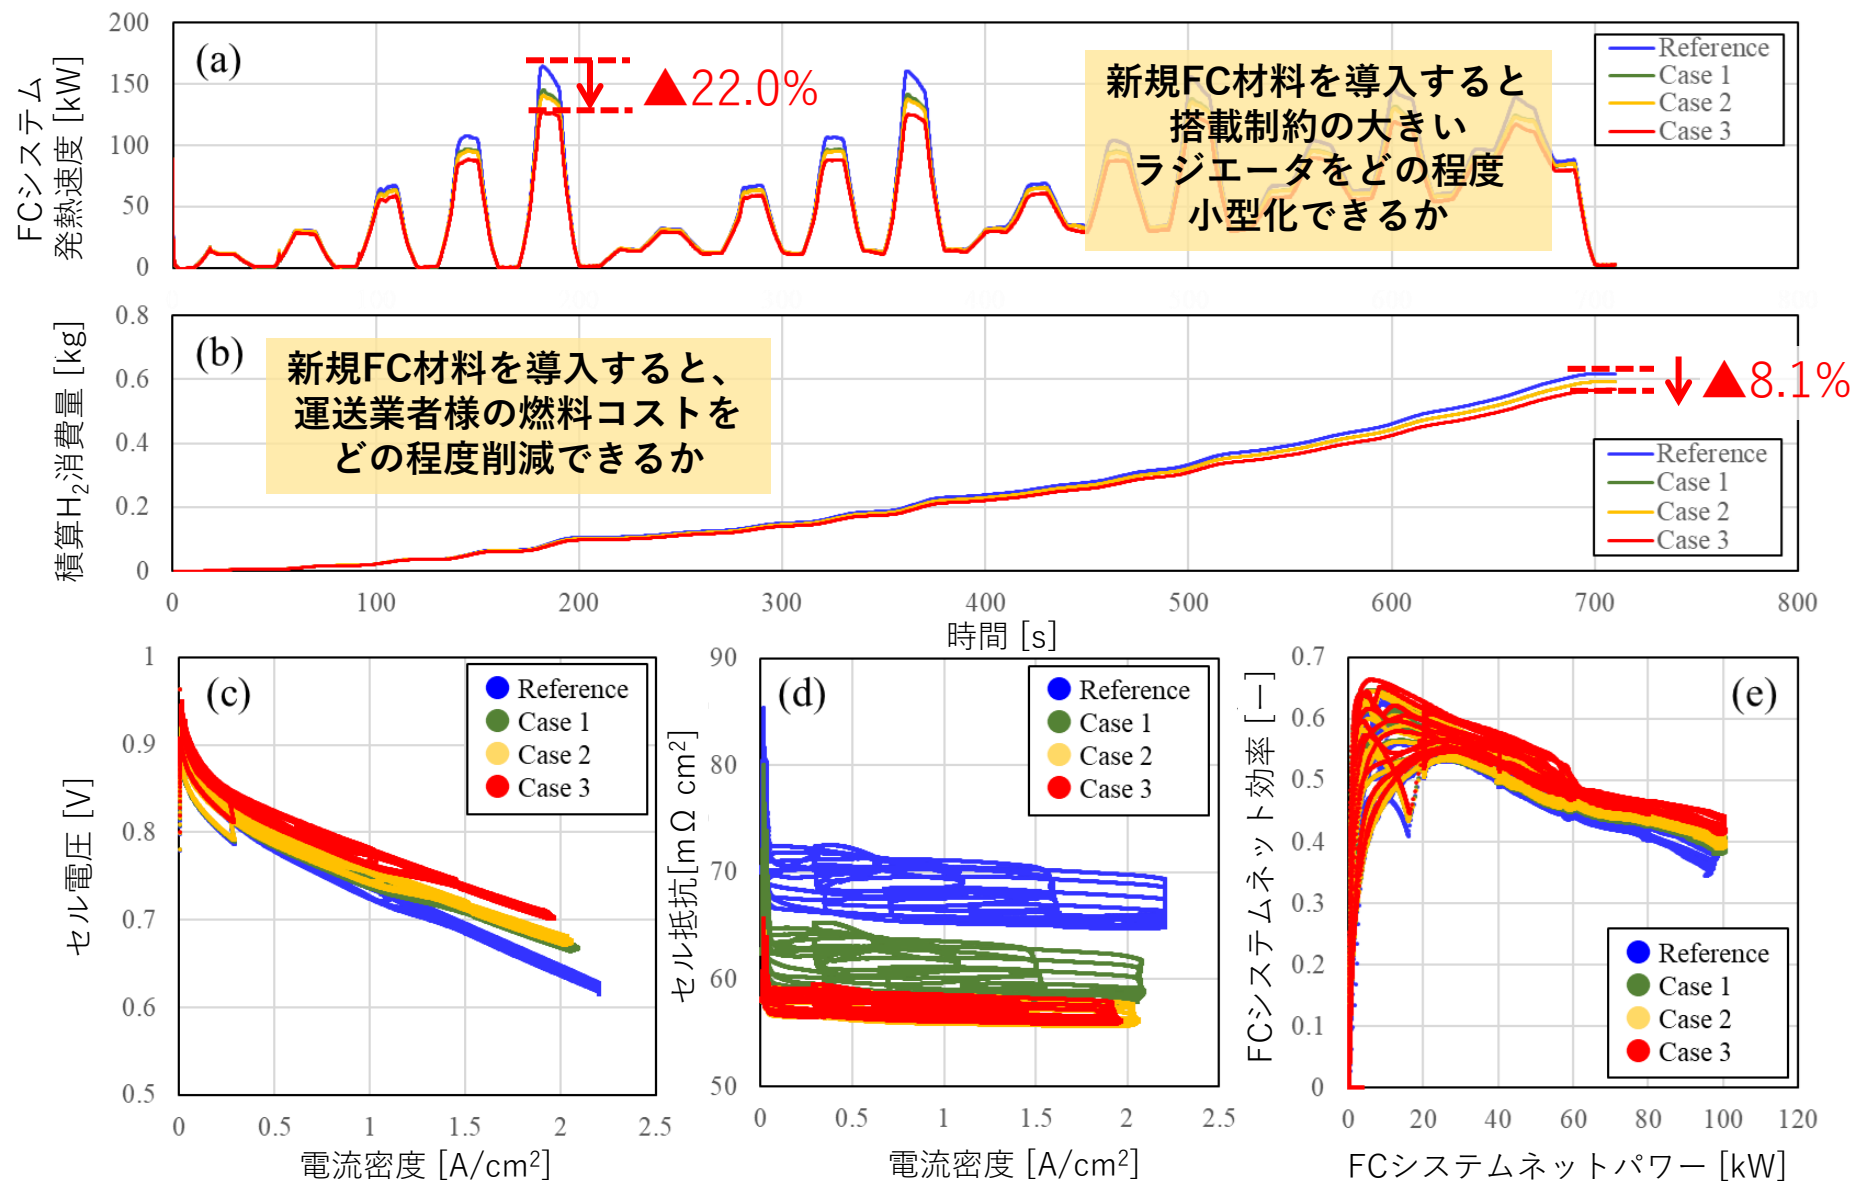 (a)
200
150
100
50
0
FCシステム
発熱速度 [kW]
▲22.0%
新規FC材料を導入すると
搭載制約の大きい
ラジエータをどの程度
小型化できるか
Reference
Case 1
Case 2
Case 3
0 100 200 300 400 500 600 700 800
(b)
0.8
0.6
0.4
0.2
0
積算H₂消費量 [kg]
新規FC材料を導入すると、
運送業者様の燃料コストを
どの程度削減できるか
▲8.1%
Reference
Case 1
Case 2
Case 3
0 100 200 300 400 500 600 700 800
時間 [s]
(c)
1
0.9
0.8
0.7
0.6
0.5
セル電圧 [V]
Reference
Case 1
Case 2
Case 3
0 0.5 1 1.5 2 2.5
電流密度 [A/cm²]
(d)
90
80
70
60
50
セル抵抗[mΩ cm²]
Reference
Case 1
Case 2
Case 3
0 0.5 1 1.5 2 2.5
電流密度 [A/cm²]
(e)
0.7
0.6
0.5
0.4
0.3
0.2
0.1
0
FCシステムネット効率 [—]
Reference
Case 1
Case 2
Case 3
0 20 40 60 80 100 120
FCシステムネットパワー [kW]